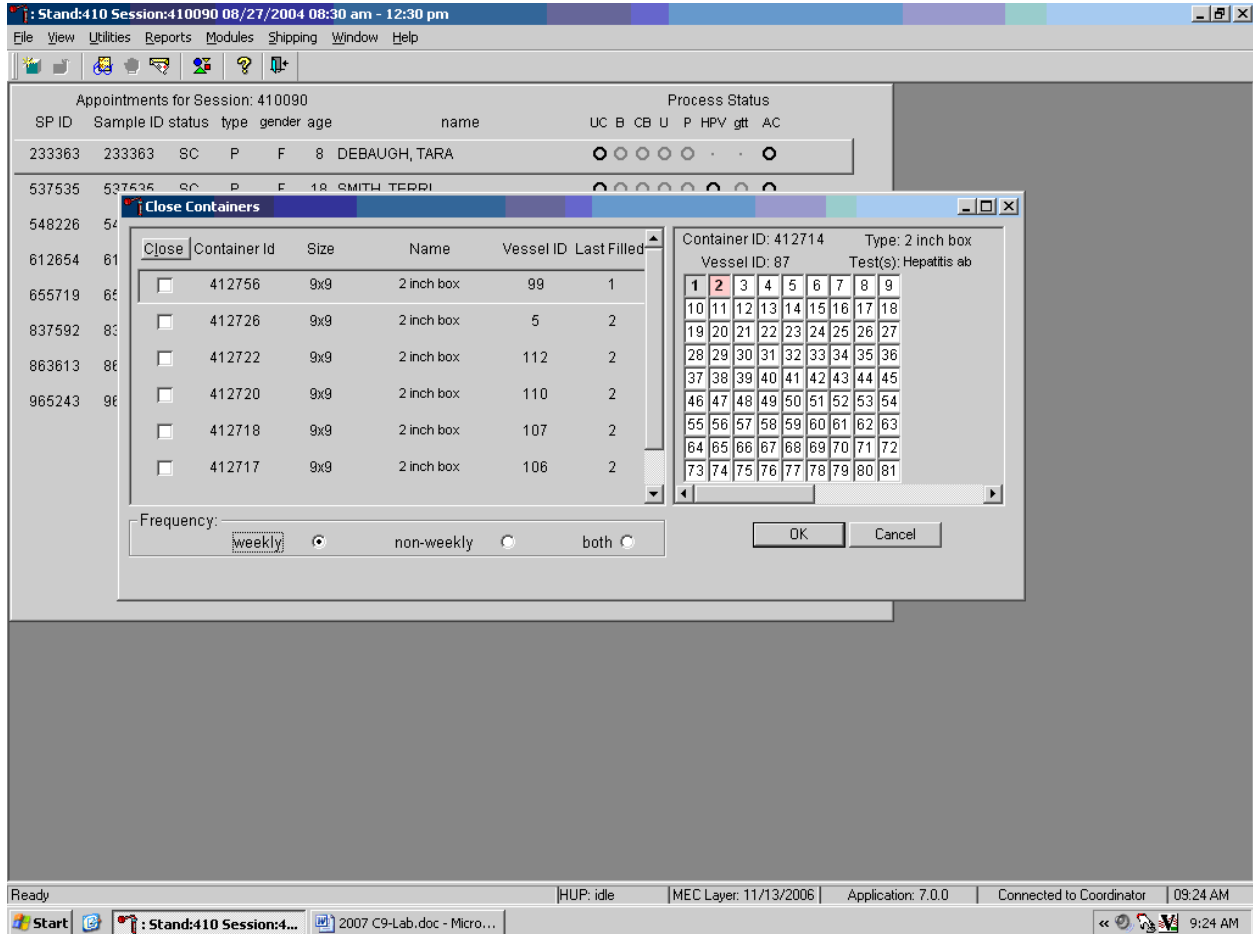 : Stand:410 Session:410090 08/27/2004 08:30 am - 12:30 pm
File View Utilities Reports Modules Shipping Window Help
Appointments for Session: 410090 Process Status
SP ID Sample ID status type gender age name UC B CB U P HPV gtt AC
233363 233363 SC P F 8 DEBAUGH, TARA
537535 537535 SC P F 18 SMITH, TERRI
548226 54
612654 61
655719 65
837592 83
863613 86
965243 96
Close Containers
Close Container Id Size Name Vessel ID Last Filled
412756 9x9 2 inch box 99 1
412726 9x9 2 inch box 5 2
412722 9x9 2 inch box 112 2
412720 9x9 2 inch box 110 2
412718 9x9 2 inch box 107 2
412717 9x9 2 inch box 106 2
Frequency:
weekly non-weekly both
Container ID: 412714 Type: 2 inch box
Vessel ID: 87 Test(s): Hepatitis ab
1 2 3 4 5 6 7 8 9
10 11 12 13 14 15 16 17 18
19 20 21 22 23 24 25 26 27
28 29 30 31 32 33 34 35 36
37 38 39 40 41 42 43 44 45
46 47 48 49 50 51 52 53 54
55 56 57 58 59 60 61 62 63
64 65 66 67 68 69 70 71 72
73 74 75 76 77 78 79 80 81
OK Cancel
Ready HUP: idle MEC Layer: 11/13/2006 Application: 7.0.0 Connected to Coordinator 09:24 AM
Start : Stand:410 Session:4... 2007 C9-Lab.doc - Micro... « 9:24 AM